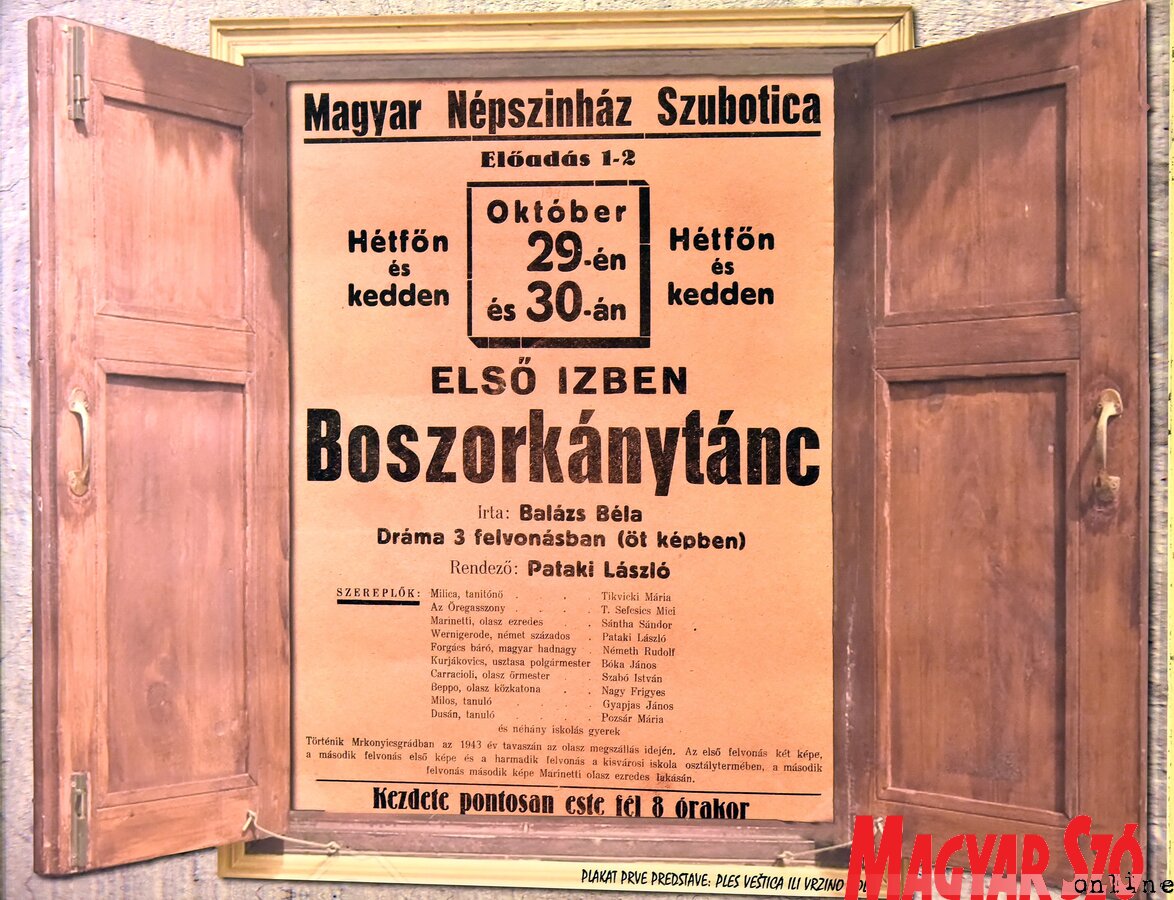 Magyar Népszinház Szubotica
Előadás 1-2
Hétfőn
és
kedden
Október
29-én
és 30-án
Hétfőn
és
kedden
ELSŐ IZBEN
Boszorkánytánc
Irta: Balázs Béla
Dráma 3 felvonásban (öt képben)
Rendező: Pataki László
SZEREPLŐK:
Milica, tanitónő . . . . Tikvicki Mária
Az Öregasszony . . . . T. Sefcsics Mici
Marinetti, olasz ezredes . . Sántha Sándor
Wernigerode, német százados . Pataki László
Forgács báró, magyar hadnagy . Németh Rudolf
Kurjákovics, usztasa polgármester Bóka János
Carracioli, olasz őrmester . . Szabó István
Beppo, olasz közkatona . . Nagy Frigyes
Milos, tanuló . . . . . Gyapjas János
Dusán, tanuló . . . . . Pozsár Mária
és néhány iskolás gyerek
Történik Mrkonyicsgrádban az 1943 év tavaszán az olasz megszállás idején. Az első felvonás két képe,
a második felvonás első képe és a harmadik felvonás a kisvárosi iskola osztálytermében, a második
felvonás második képe Marinetti olasz ezredes lakásán.
Kezdete pontosan este fél 8 órakor
PLAKAT PRVE PREDSTAVE: PLES VEŠTICA ILI VRZINO
MAGYAR SZÓ
online